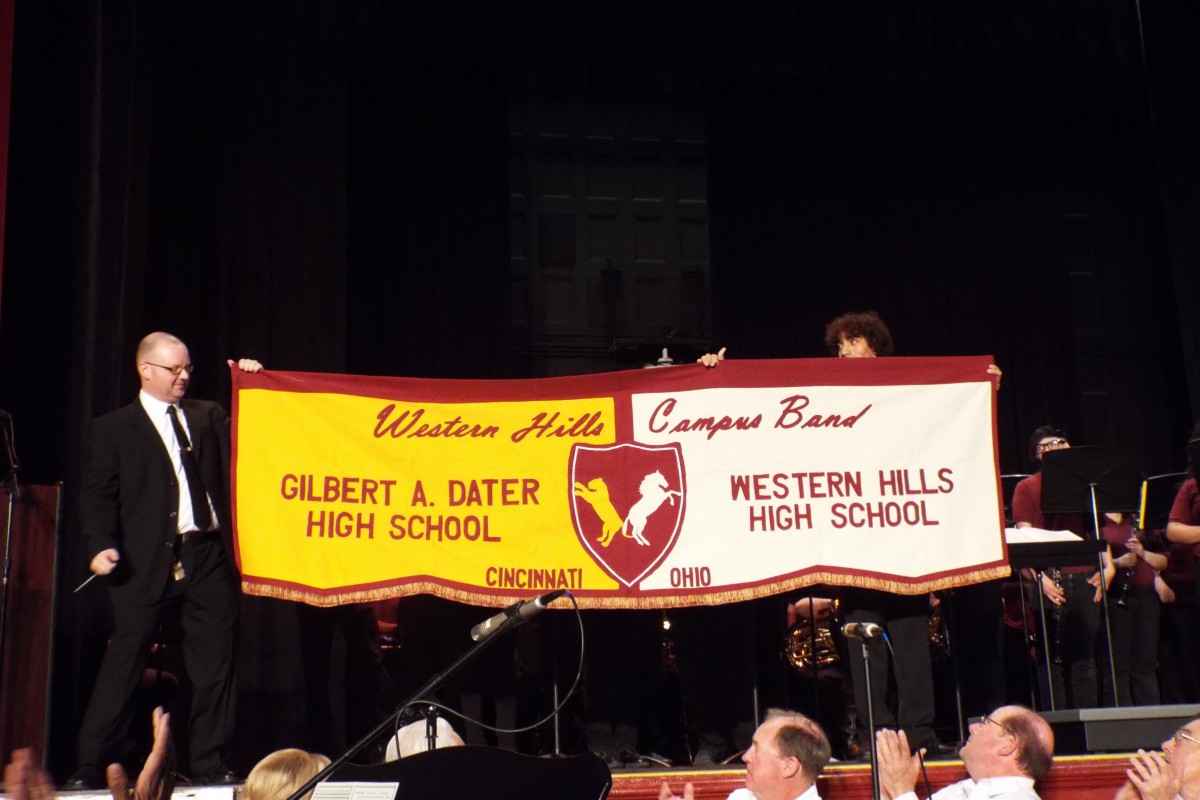 Western Hills Campus Band
GILBERT A. DATER
HIGH SCHOOL
WESTERN HILLS
HIGH SCHOOL
CINCINNATI OHIO